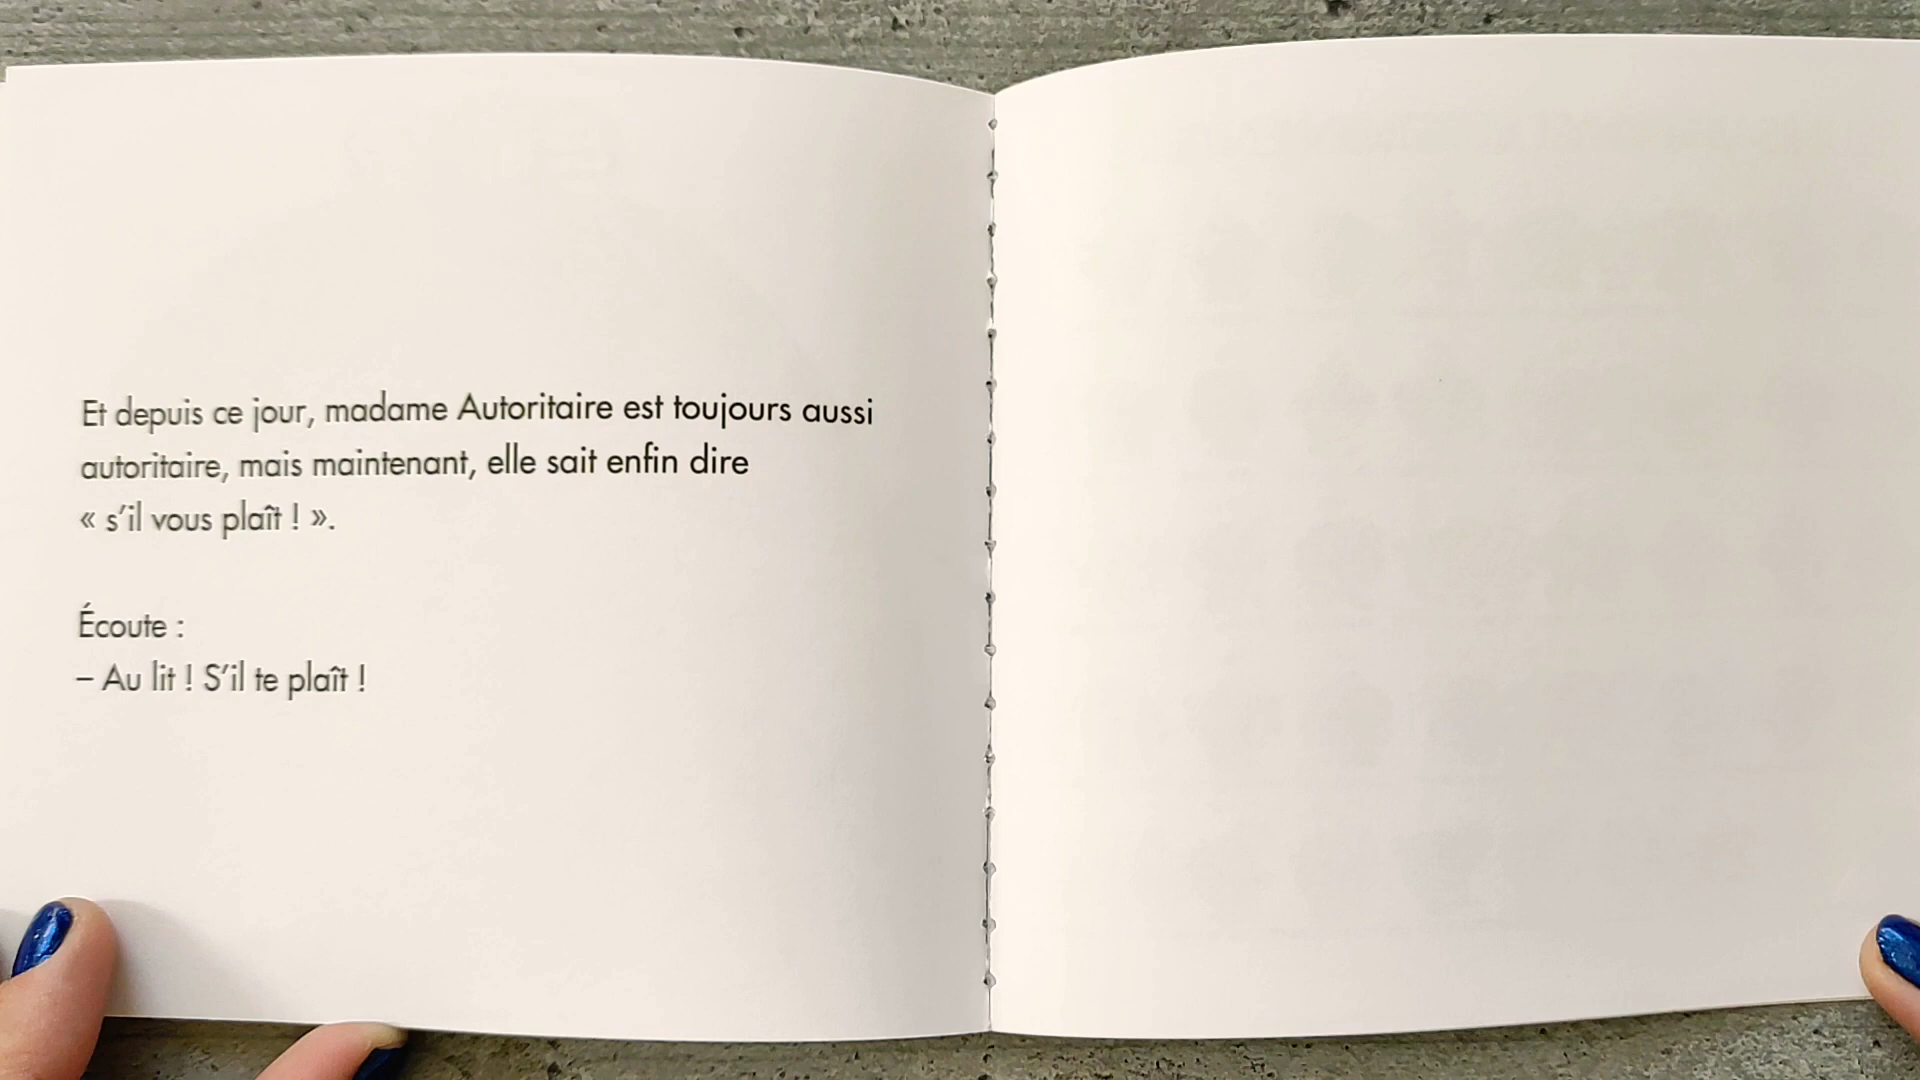 Et depuis ce jour, madame Autoritaire est toujours aussi
autoritaire, mais maintenant, elle sait enfin dire
« s’il vous plaît ! ».
Écoute :
– Au lit ! S’il te plaît !